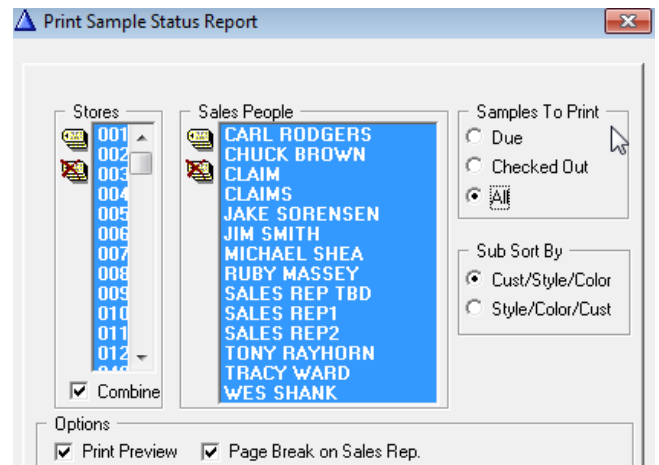 Print Sample Status Report
Stores
001
002
003
004
005
006
007
008
009
010
011
012
Combine
Sales People
CARL RODGERS
CHUCK BROWN
CLAIM
CLAIMS
JAKE SORENSEN
JIM SMITH
MICHAEL SHEA
RUBY MASSEY
SALES REP TBD
SALES REP1
SALES REP2
TONY RAYHORN
TRACY WARD
WES SHANK
Samples To Print
Due
Checked Out
All
Sub Sort By
Cust/Style/Color
Style/Color/Cust
Options
Print Preview
Page Break on Sales Rep.